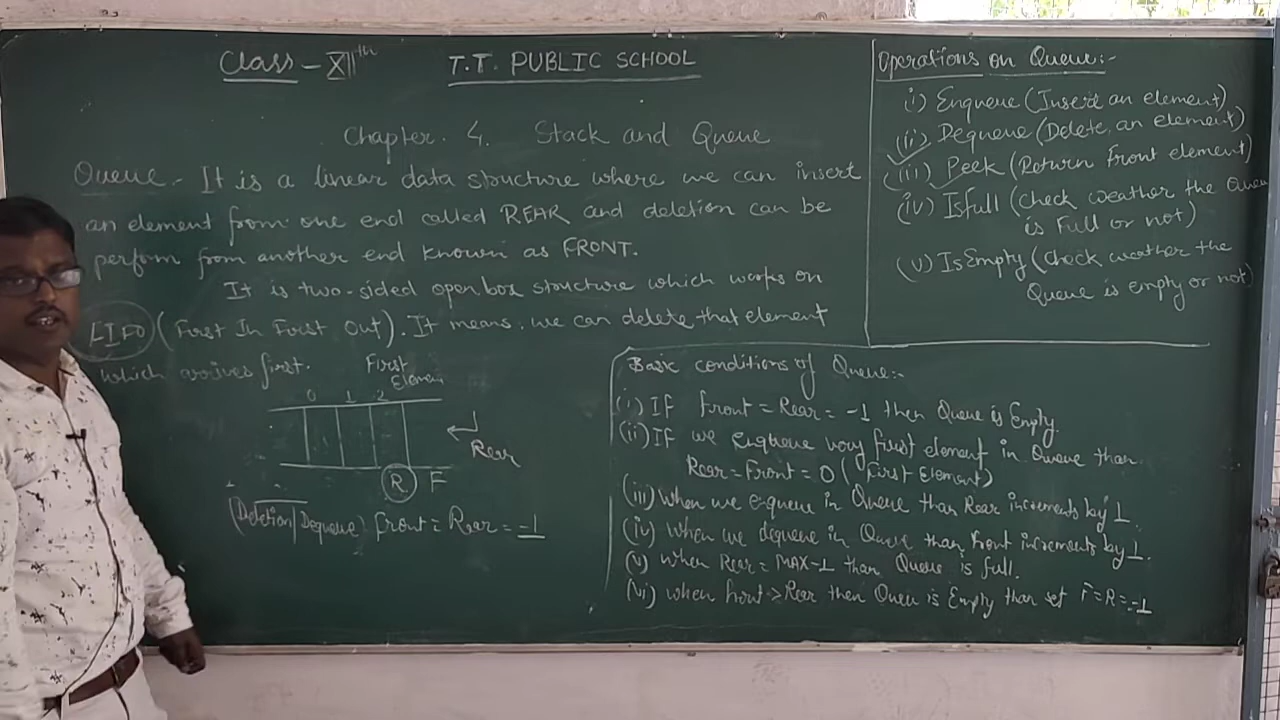 Class - XIIth T.T. PUBLIC SCHOOL
Chapter. 4. Stack and Queue
Queue - It is a linear data structure where we can insert
an element from one end called REAR and deletion can be
perform from another end known as FRONT.
It is two-sided open box structure which works on
FIFO (First In First Out). It means, we can delete that element
which arrives first.
First
Element
0 1 2
Rear
R F
(Deletion/Dequeue) Front = Rear = -1
Operations on Queue:-
(i) Enqueue (Insert an element)
(ii) Dequeue (Delete, an element)
(iii) Peek (Return Front element)
(iv) Isfull (check weather the Queue
is Full or not)
(v) IsEmpty (check weather the
Queue is empty or not)
Basic conditions of Queue:-
(i) IF Front = Rear = -1 then Queue is Empty.
(ii) IF we enqueue very first element in Queue than
Rear = Front = 0 (First Element)
(iii) When we enqueue in Queue than Rear increments by 1.
(iv) When we dequeue in Queue than front increments by 1.
(v) When Rear = MAX-1 than Queue is full.
(vi) When front > Rear then Queu is Empty than set F=R=-1